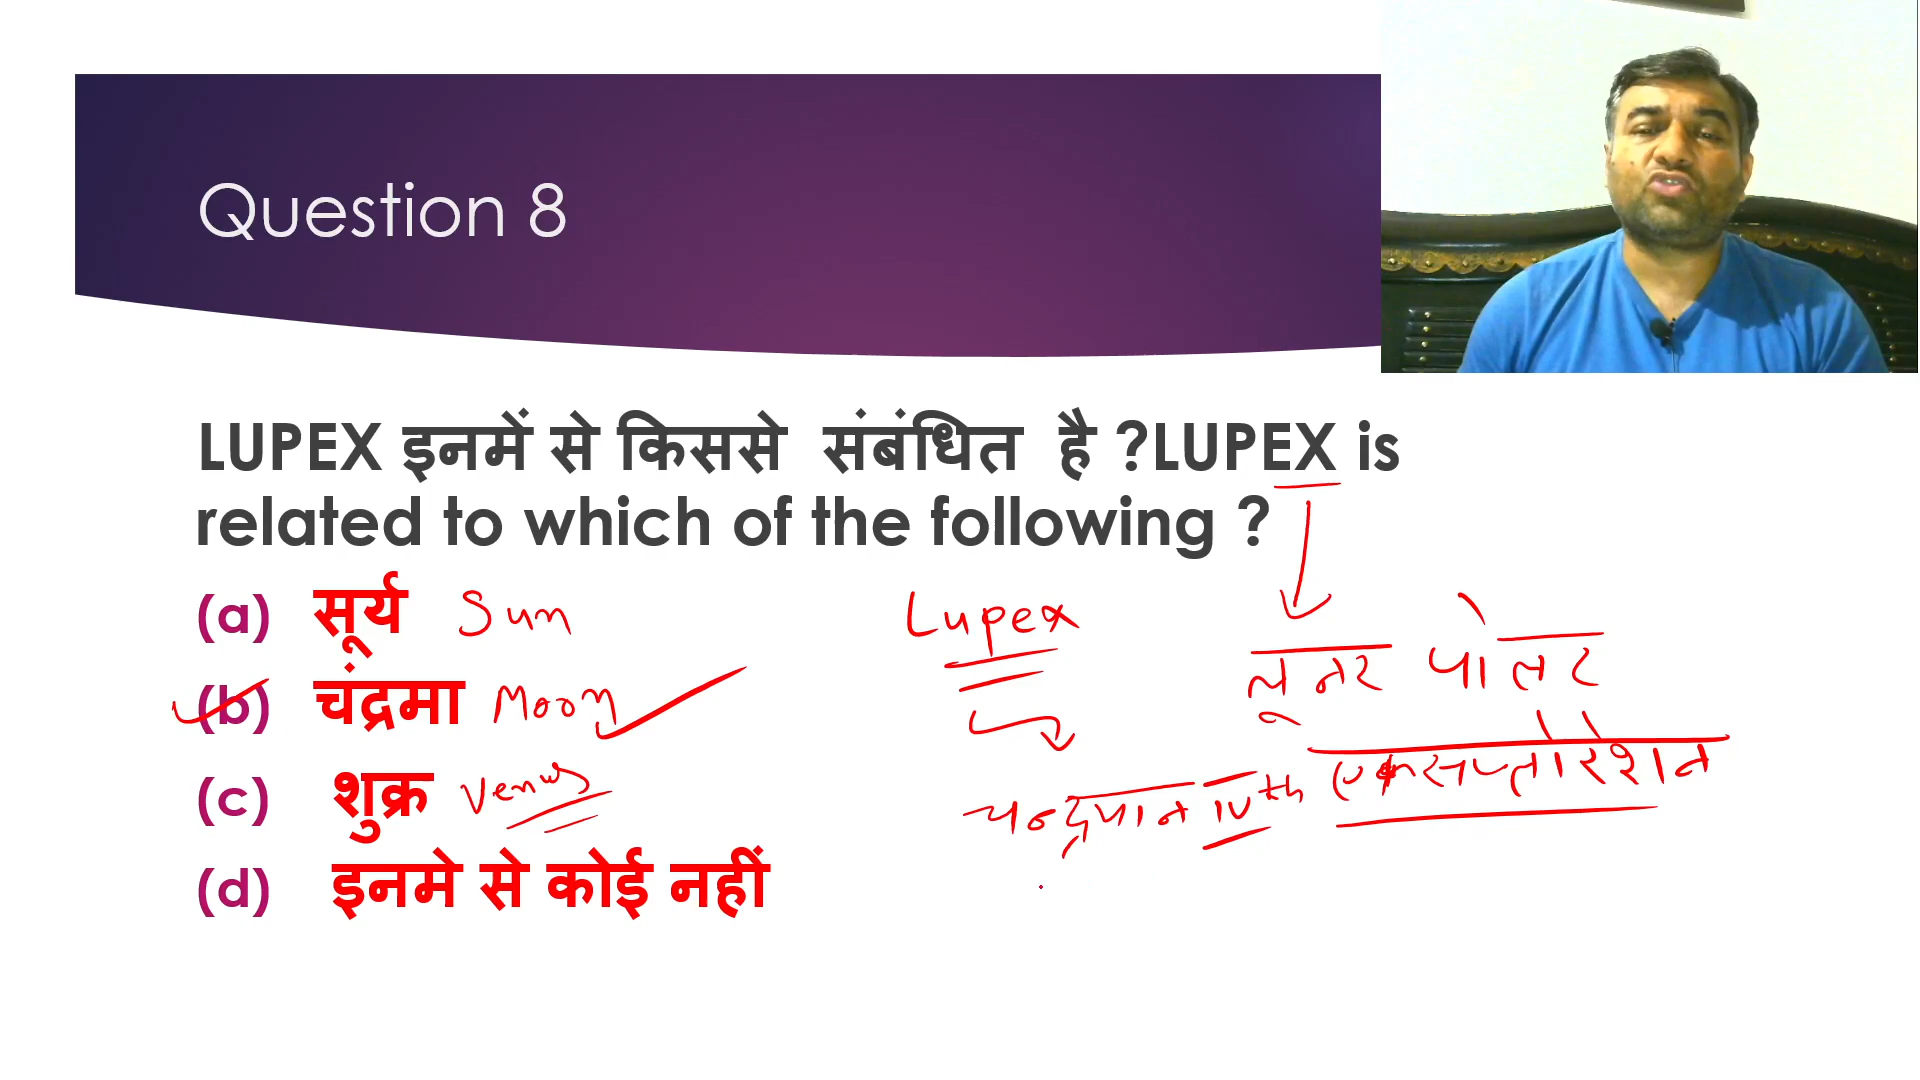 Question 8
LUPEX इनमें से किससे संबंधित है ?LUPEX is
related to which of the following ?
(a) सूर्य Sun
(b) चंद्रमा Moon
(c) शुक्र Venus
(d) इनमे से कोई नहीं
Lupex
लूनर पोलर
एक्सप्लोरेशन
चन्द्रयान IVth